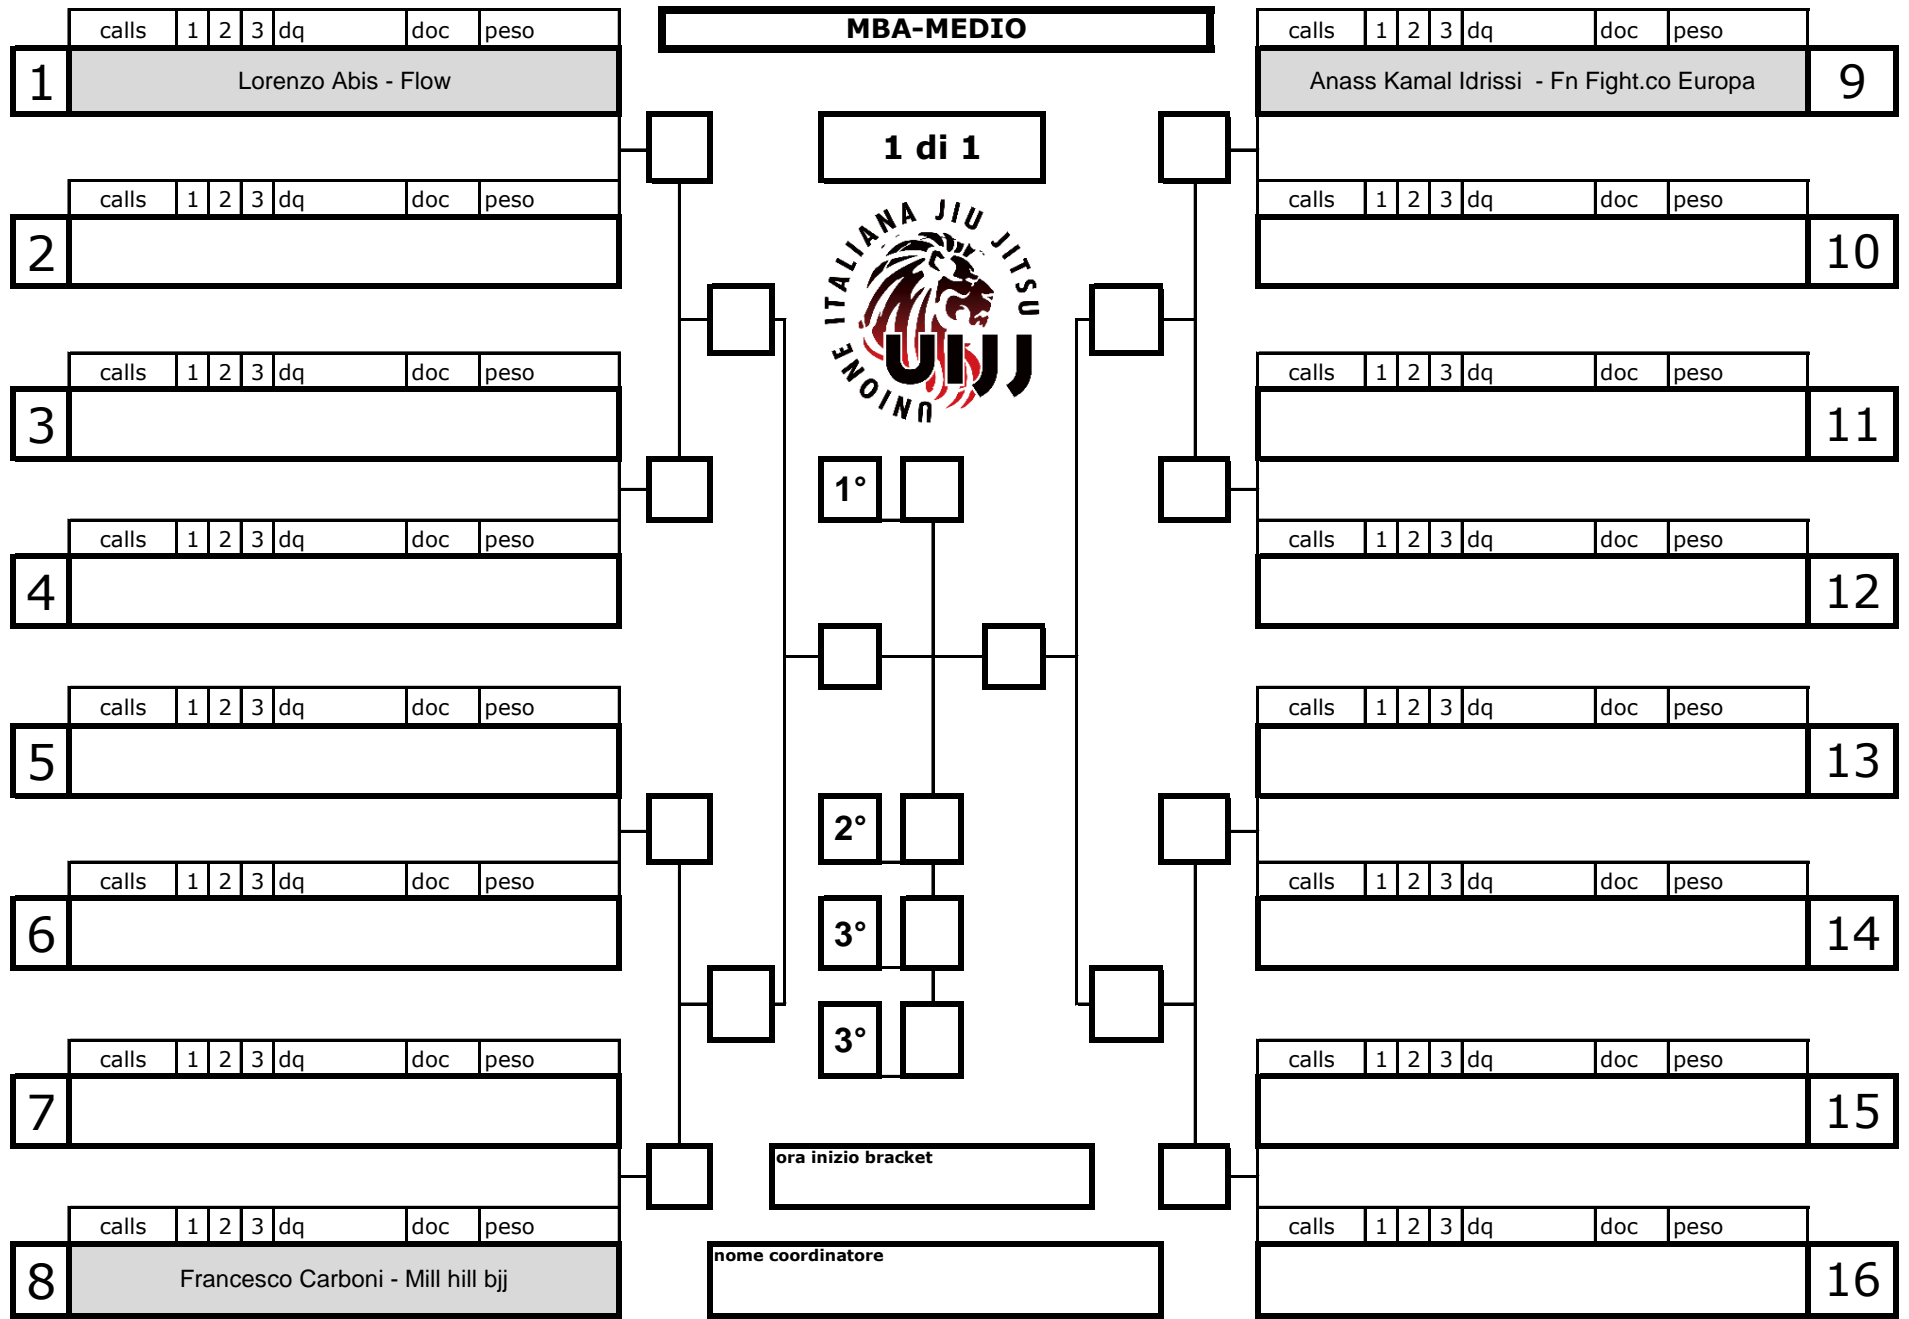 calls 1 2 3 dq doc peso
1 Lorenzo Abis - Flow
calls 1 2 3 dq doc peso
2
calls 1 2 3 dq doc peso
3
calls 1 2 3 dq doc peso
4
calls 1 2 3 dq doc peso
5
calls 1 2 3 dq doc peso
6
calls 1 2 3 dq doc peso
7
calls 1 2 3 dq doc peso
8 Francesco Carboni - Mill hill bjj
MBA-MEDIO
1 di 1
UNIONE ITALIANA JIU JITSU
UIJJ
1°
2°
3°
3°
ora inizio bracket
nome coordinatore
calls 1 2 3 dq doc peso
Anass Kamal Idrissi - Fn Fight.co Europa 9
calls 1 2 3 dq doc peso
10
calls 1 2 3 dq doc peso
11
calls 1 2 3 dq doc peso
12
calls 1 2 3 dq doc peso
13
calls 1 2 3 dq doc peso
14
calls 1 2 3 dq doc peso
15
calls 1 2 3 dq doc peso
16